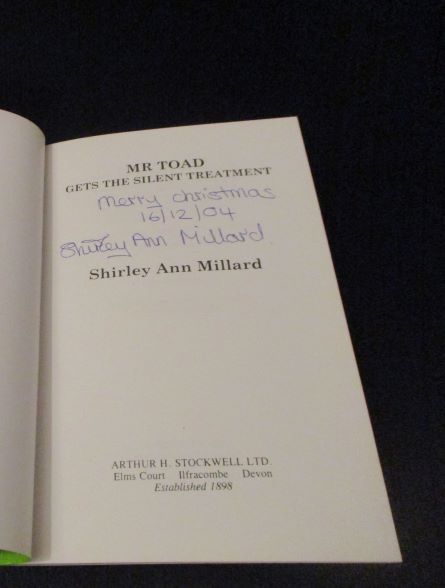 MR TOAD
GETS THE SILENT TREATMENT
Merry christmas
16/12/04
Shirley Ann Millard
Shirley Ann Millard
ARTHUR H. STOCKWELL LTD.
Elms Court Ilfracombe Devon
Established 1898